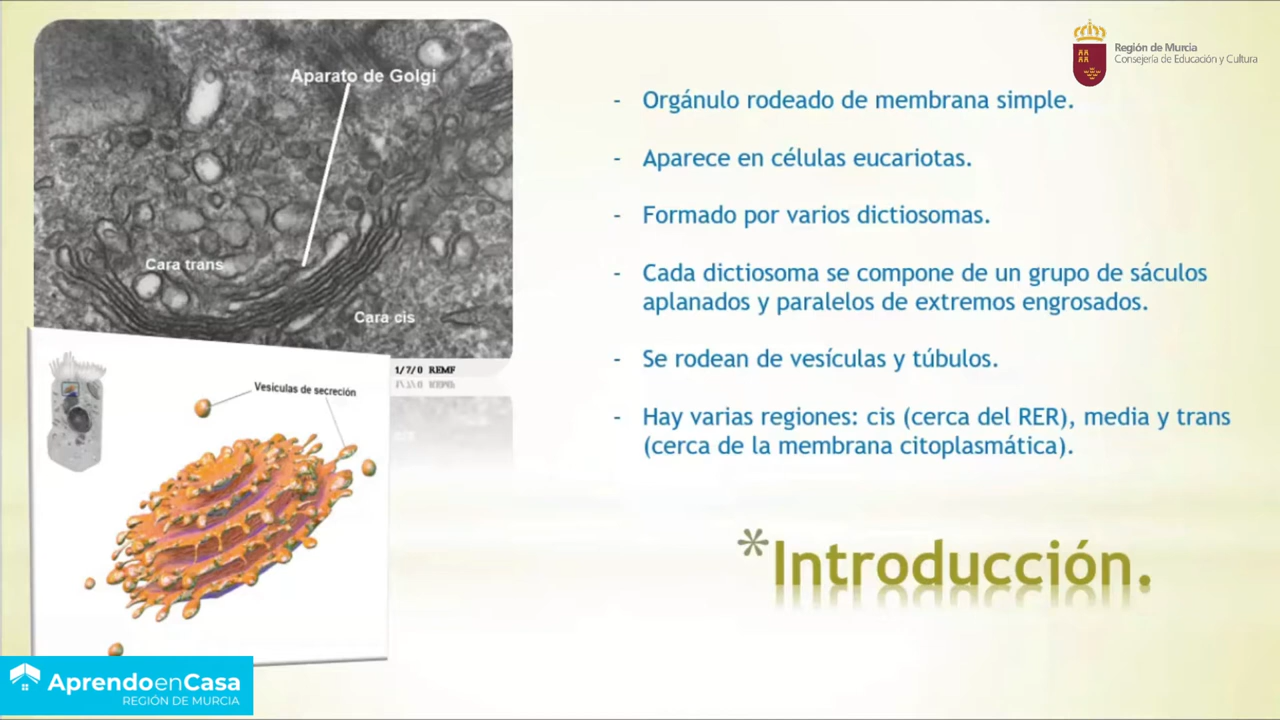 Aparato de Golgi
Cara trans
Cara cis
1/7/0 REMF
Vesículas de secreción
Región de Murcia
Consejería de Educación y Cultura
- Orgánulo rodeado de membrana simple.
- Aparece en células eucariotas.
- Formado por varios dictiosomas.
- Cada dictiosoma se compone de un grupo de sáculos
aplanados y paralelos de extremos engrosados.
- Se rodean de vesículas y túbulos.
- Hay varias regiones: cis (cerca del RER), media y trans
(cerca de la membrana citoplasmática).
*Introducción.
AprendoenCasa
REGIÓN DE MURCIA